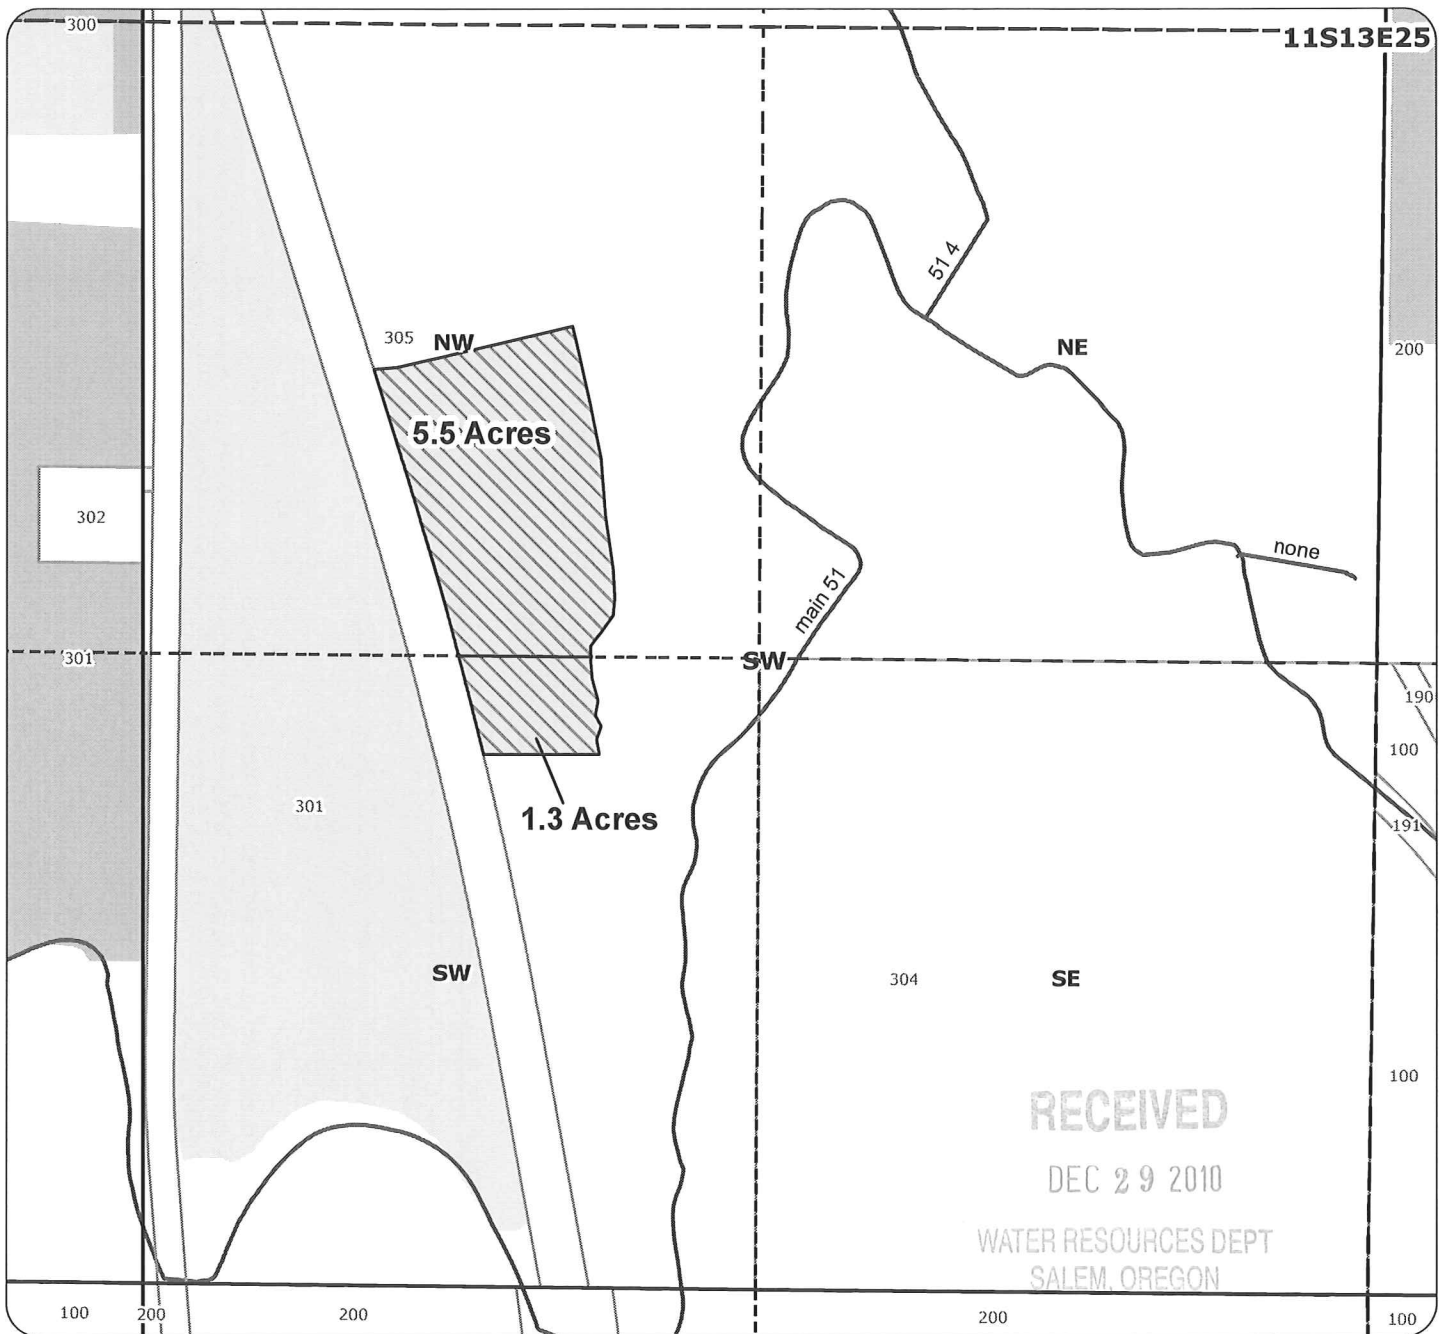 300
11S13E25
51 4
305
NW
NE
200
5.5 Acres
302
none
main 51
301
SW
190
100
301
1.3 Acres
191
SW
304
SE
100
RECEIVED
DEC 29 2010
WATER RESOURCES DEPT
SALEM, OREGON
100
200
200
200
100